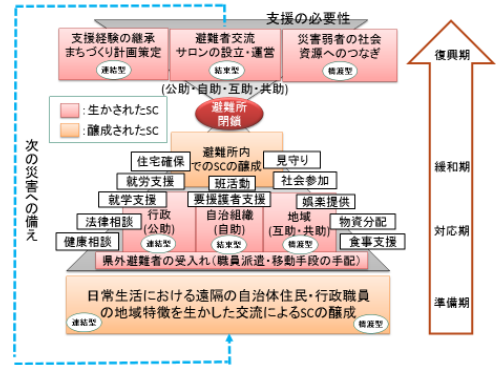 支援の必要性
支援経験の継承
まちづくり計画策定
連結型
避難者交流
サロンの設立・運営
結束型
災害弱者の社会
資源へのつなぎ
橋渡型
復興期
(公助・自助・互助・共助)
避難所
閉鎖
:生かされたSC
:醸成されたSC
避難所内
でのSCの醸成
住宅確保
見守り
緩和期
就労支援
班活動
社会参加
就学支援
要援護者支援
娯楽提供
法律相談
行政
(公助)
連結型
自治組織
(自助)
結束型
地域
(互助・共助)
橋渡型
物資分配
対応期
健康相談
食事支援
県外避難者の受入れ(職員派遣・移動手段の手配)
日常生活における遠隔の自治体住民・行政職員
の地域特徴を生かした交流によるSCの醸成
連結型
橋渡型
準備期
次の災害への備え